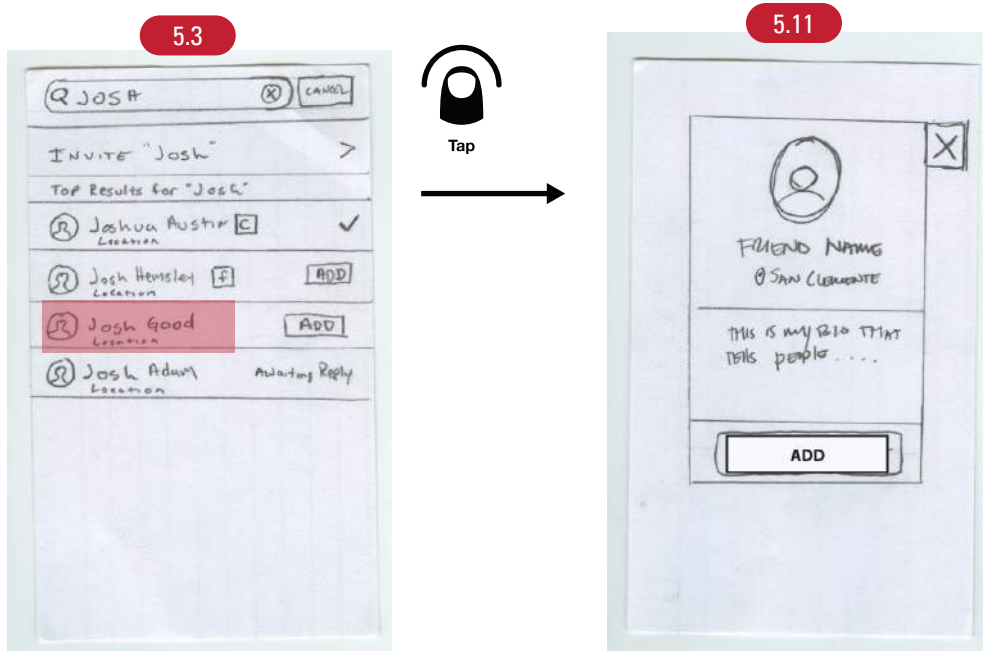 5.3
JOSH
CANCEL
INVITE "Josh"
>
TOP Results for "Josh"
Joshua Austin C
Location
Josh Hemsley f
ADD
Location
Josh Good
ADD
Location
Josh Adam
Awaiting Reply
Location
Tap
5.11
X
FRIEND NAME
SAN CLEMENTE
THIS IS MY BIO THAT
TELLS PEOPLE ....
ADD